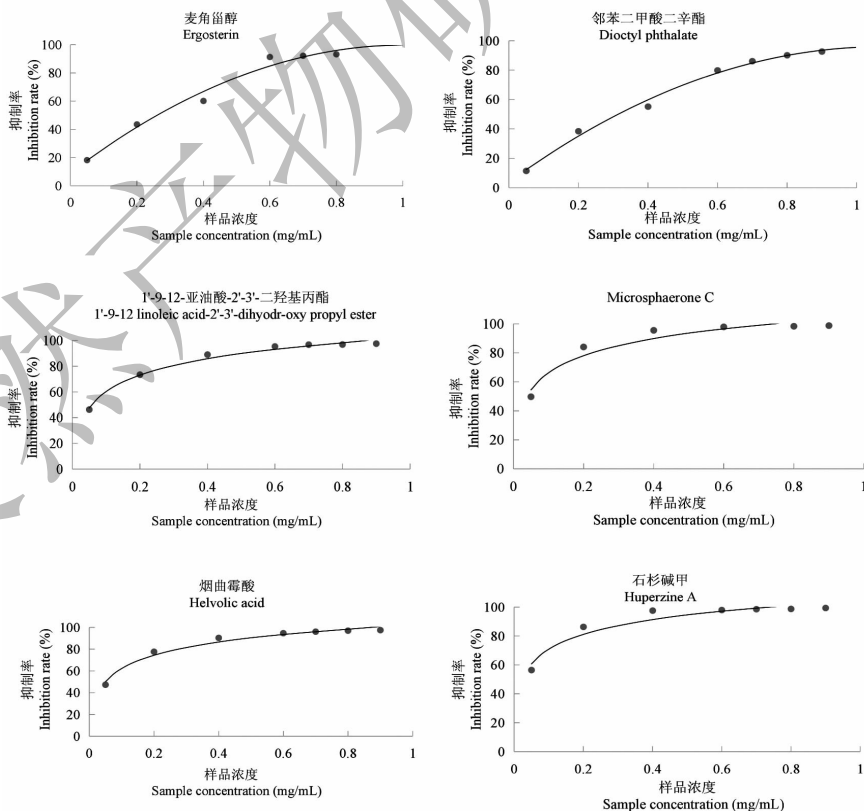 麦角甾醇
Ergosterin
100
80
60
40
20
0
抑制率
Inhibition rate (%)
0
0.2
0.4
0.6
0.8
1
样品浓度
Sample concentration (mg/mL)
邻苯二甲酸二辛酯
Dioctyl phthalate
100
80
60
40
20
0
抑制率
Inhibition rate (%)
0
0.2
0.4
0.6
0.8
1
样品浓度
Sample concentration (mg/mL)
1'-9-12-亚油酸-2'-3'-二羟基丙酯
1'-9-12 linoleic acid-2'-3'-dihyodr-oxy propyl ester
100
80
60
40
20
0
抑制率
Inhibition rate (%)
0
0.2
0.4
0.6
0.8
1
样品浓度
Sample concentration (mg/mL)
Microsphaerone C
100
80
60
40
20
0
抑制率
Inhibition rate (%)
0
0.2
0.4
0.6
0.8
1
样品浓度
Sample concentration (mg/mL)
烟曲霉酸
Helvolic acid
100
80
60
40
20
0
抑制率
Inhibition rate (%)
0
0.2
0.4
0.6
0.8
1
样品浓度
Sample concentration (mg/mL)
石杉碱甲
Huperzine A
100
80
60
40
20
0
抑制率
Inhibition rate (%)
0
0.2
0.4
0.6
0.8
1
样品浓度
Sample concentration (mg/mL)
产物